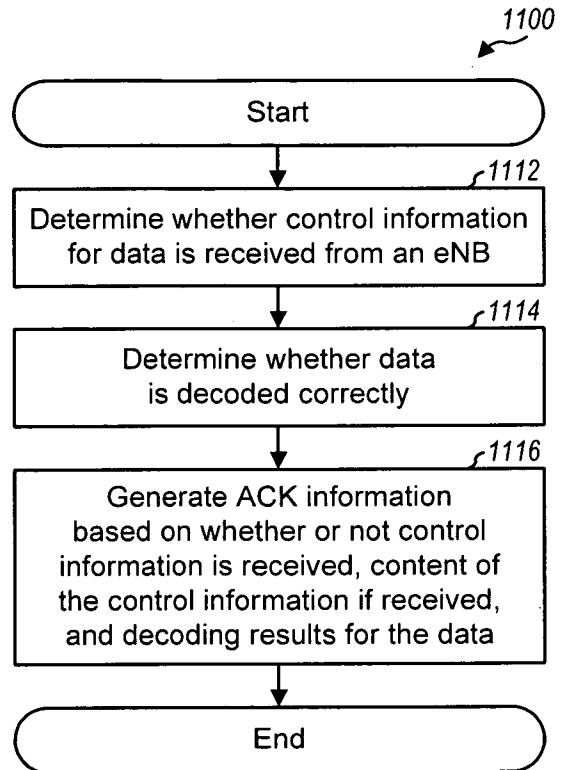 1100
Start
1112
Determine whether control information
for data is received from an eNB
1114
Determine whether data
is decoded correctly
1116
Generate ACK information
based on whether or not control
information is received, content of
the control information if received,
and decoding results for the data
End